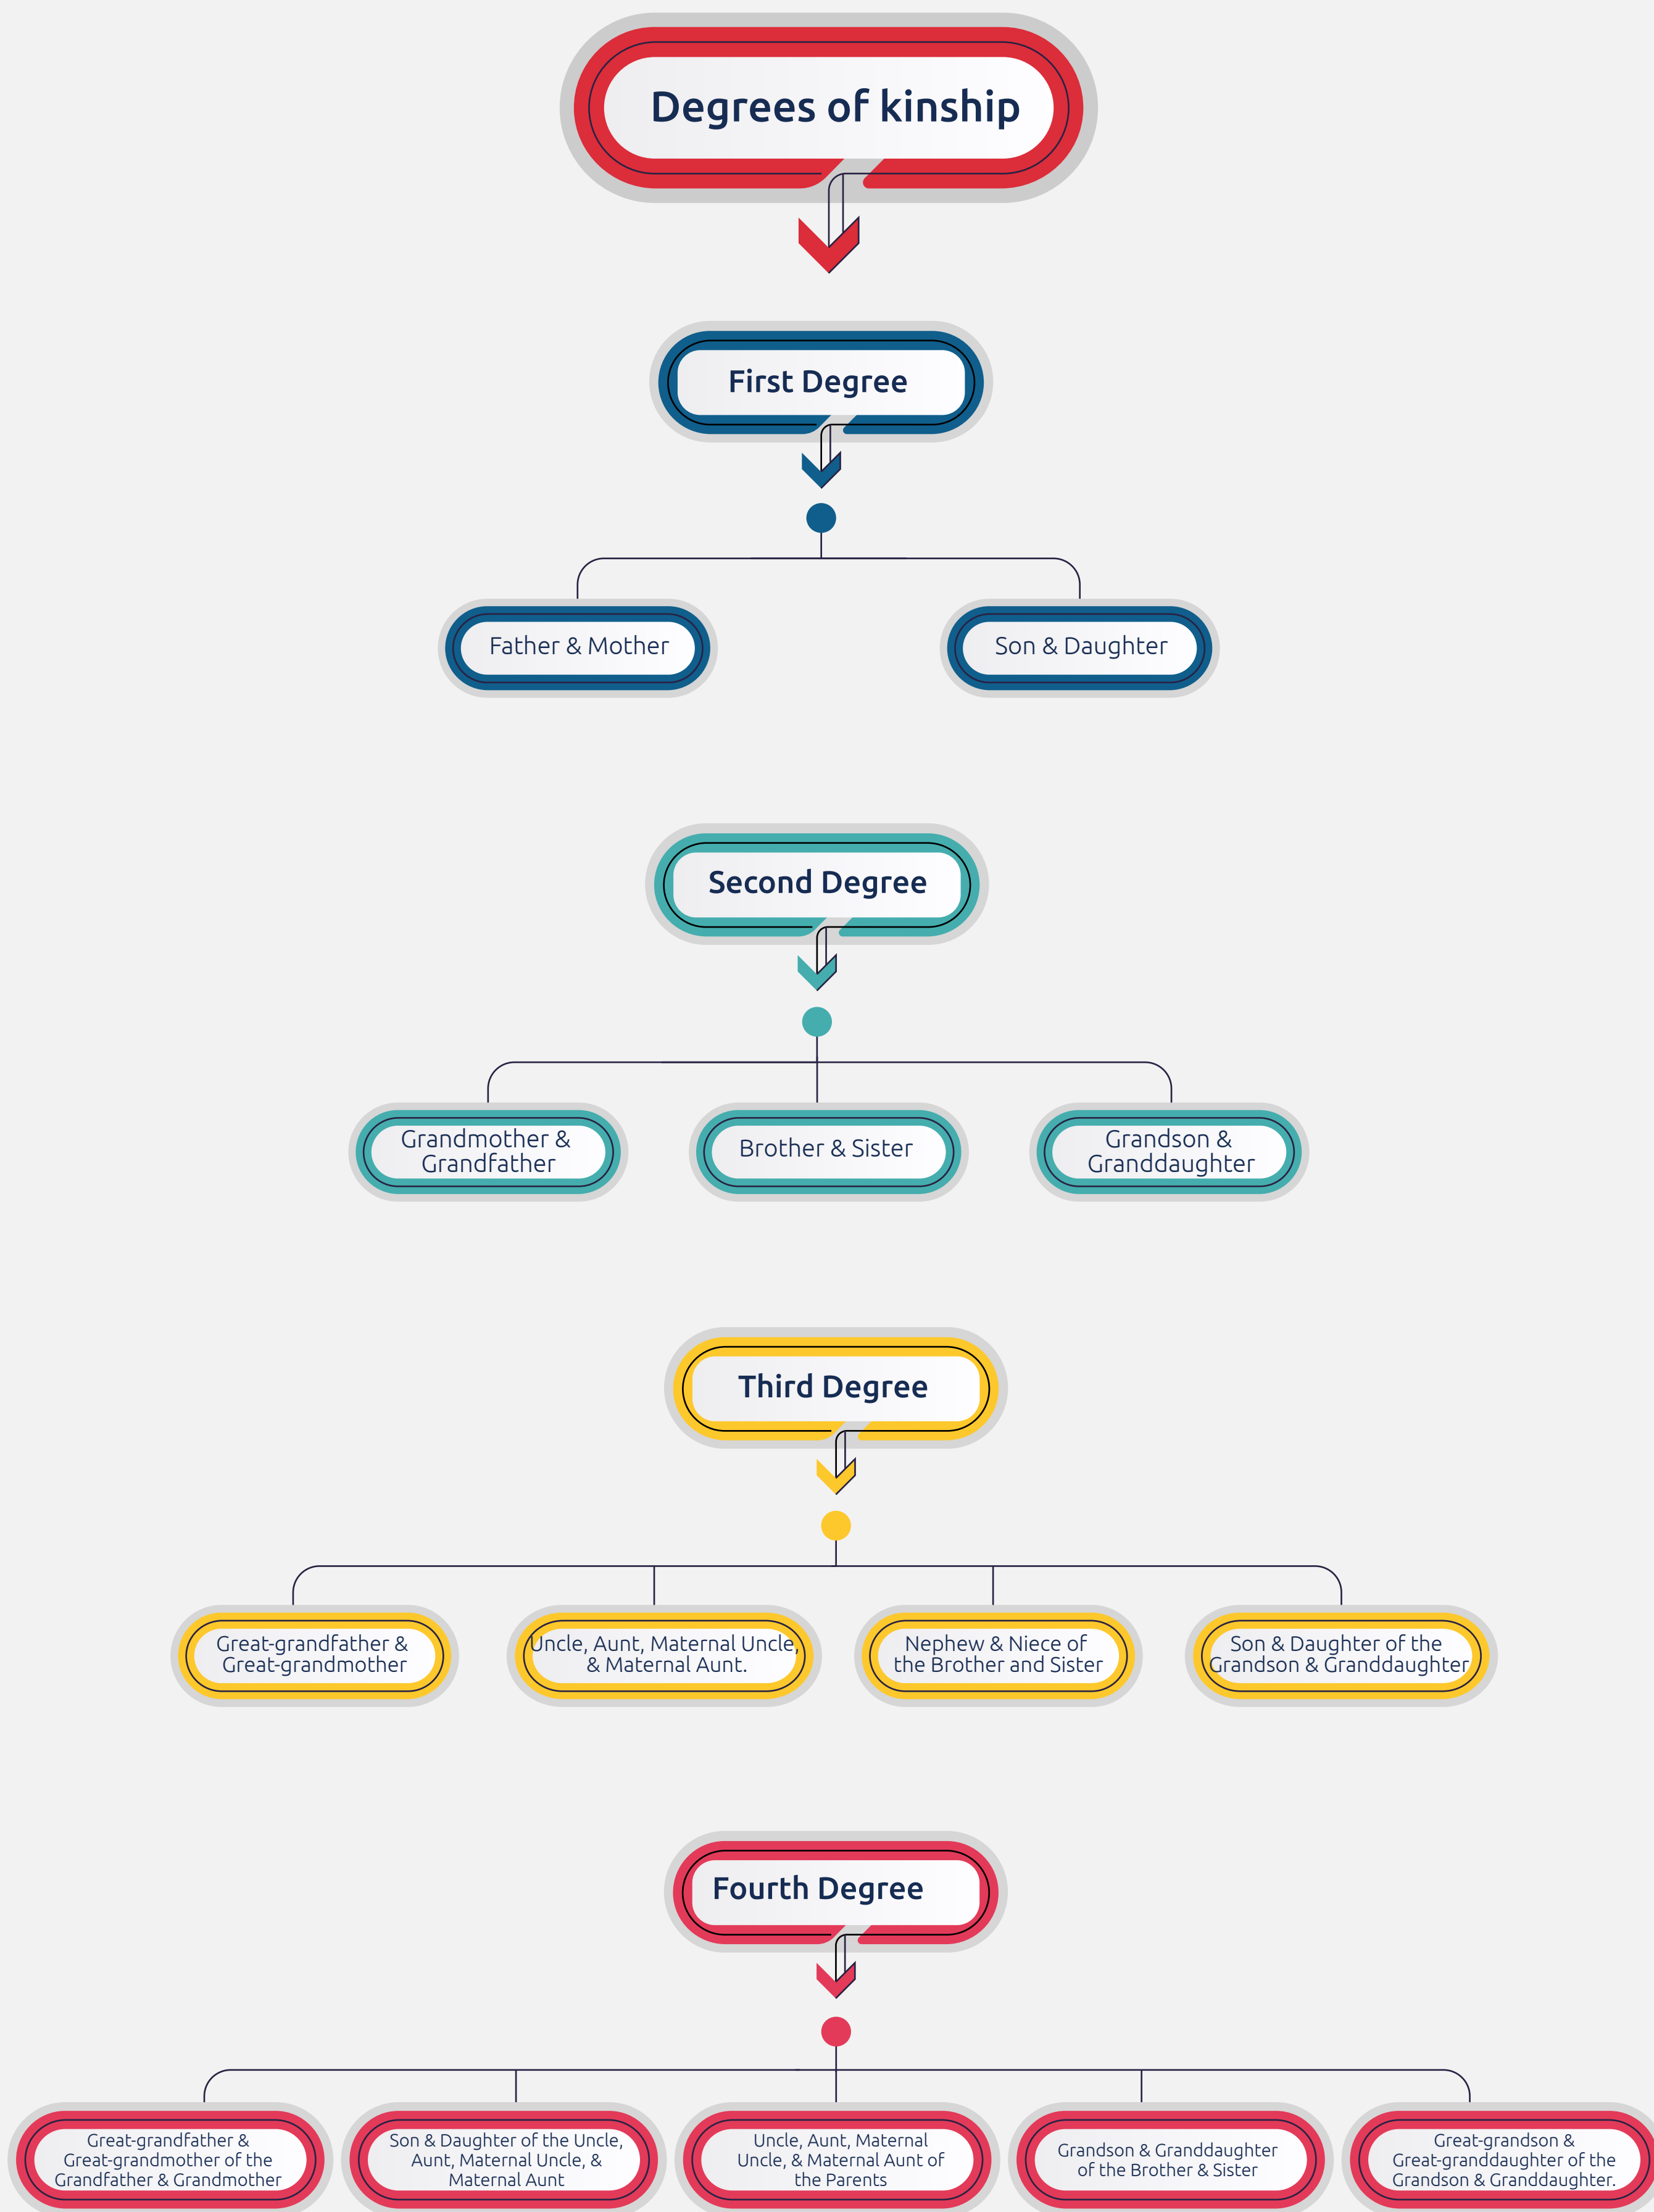 Degrees of kinship
First Degree
Father & Mother
Son & Daughter
Second Degree
Grandmother &
Grandfather
Brother & Sister
Grandson &
Granddaughter
Third Degree
Great-grandfather &
Great-grandmother
Uncle, Aunt, Maternal Uncle,
& Maternal Aunt.
Nephew & Niece of
the Brother and Sister
Son & Daughter of the
Grandson & Granddaughter
Fourth Degree
Great-grandfather &
Great-grandmother of the
Grandfather & Grandmother
Son & Daughter of the Uncle,
Aunt, Maternal Uncle, &
Maternal Aunt
Uncle, Aunt, Maternal
Uncle, & Maternal Aunt of
the Parents
Grandson & Granddaughter
of the Brother & Sister
Great-grandson &
Great-granddaughter of the
Grandson & Granddaughter.